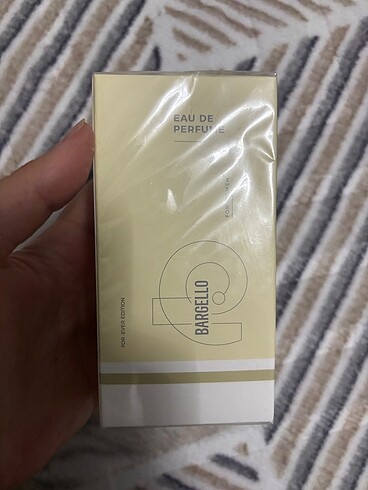 EAU DE
PERFUME
BARGELLO
FOR-EVER EDITION